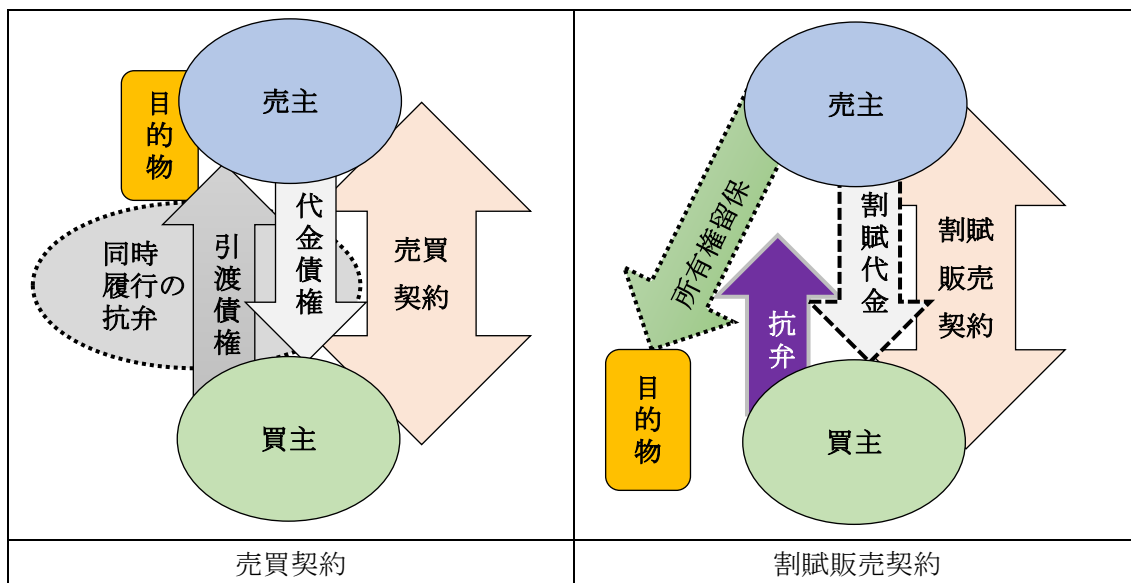 売主
目的物
同時
履行の
抗弁
引渡債権
代金債権
売買
契約
買主
売買契約
売主
所有権留保
割賦代金
割賦
販売
契約
抗弁
目的物
買主
割賦販売契約